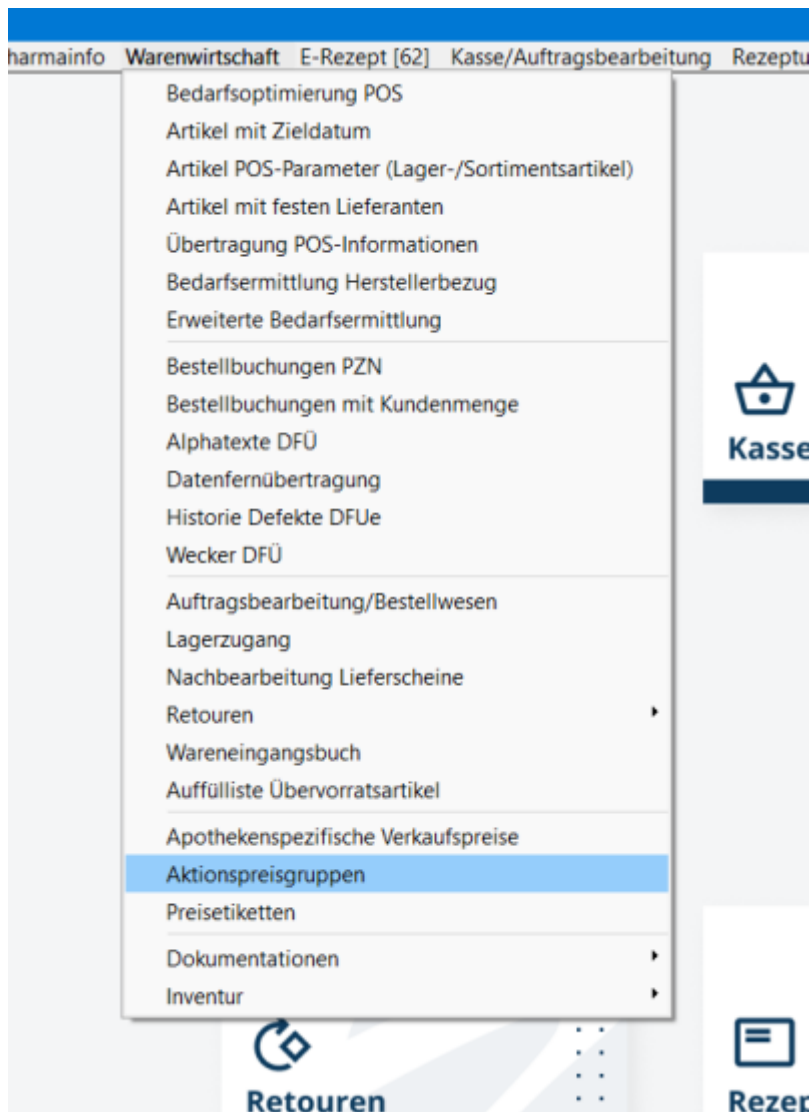 harmainfo Warenwirtschaft E-Rezept [62] Kasse/Auftragsbearbeitung Rezeptu
Bedarfsoptimierung POS
Artikel mit Zieldatum
Artikel POS-Parameter (Lager-/Sortimentsartikel)
Artikel mit festen Lieferanten
Übertragung POS-Informationen
Bedarfsermittlung Herstellerbezug
Erweiterte Bedarfsermittlung
Bestellbuchungen PZN
Bestellbuchungen mit Kundenmenge
Alphatexte DFÜ
Datenfernübertragung
Historie Defekte DFUe
Wecker DFÜ
Auftragsbearbeitung/Bestellwesen
Lagerzugang
Nachbearbeitung Lieferscheine
Retouren
Wareneingangsbuch
Auffülliste Übervorratsartikel
Apothekenspezifische Verkaufspreise
Aktionspreisgruppen
Preisetiketten
Dokumentationen
Inventur
Kasse
Retouren
Rezep